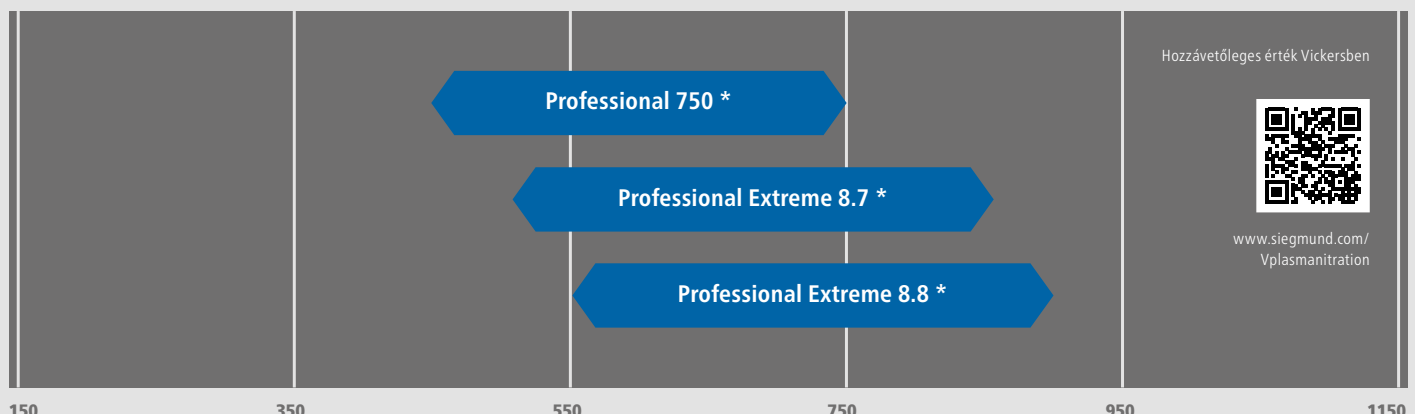 Hozzávetőleges érték Vickersben
Professional 750 *
Professional Extreme 8.7 *
www.siegmund.com/
Vplasmanitration
Professional Extreme 8.8 *
150 350 550 750 950 1150